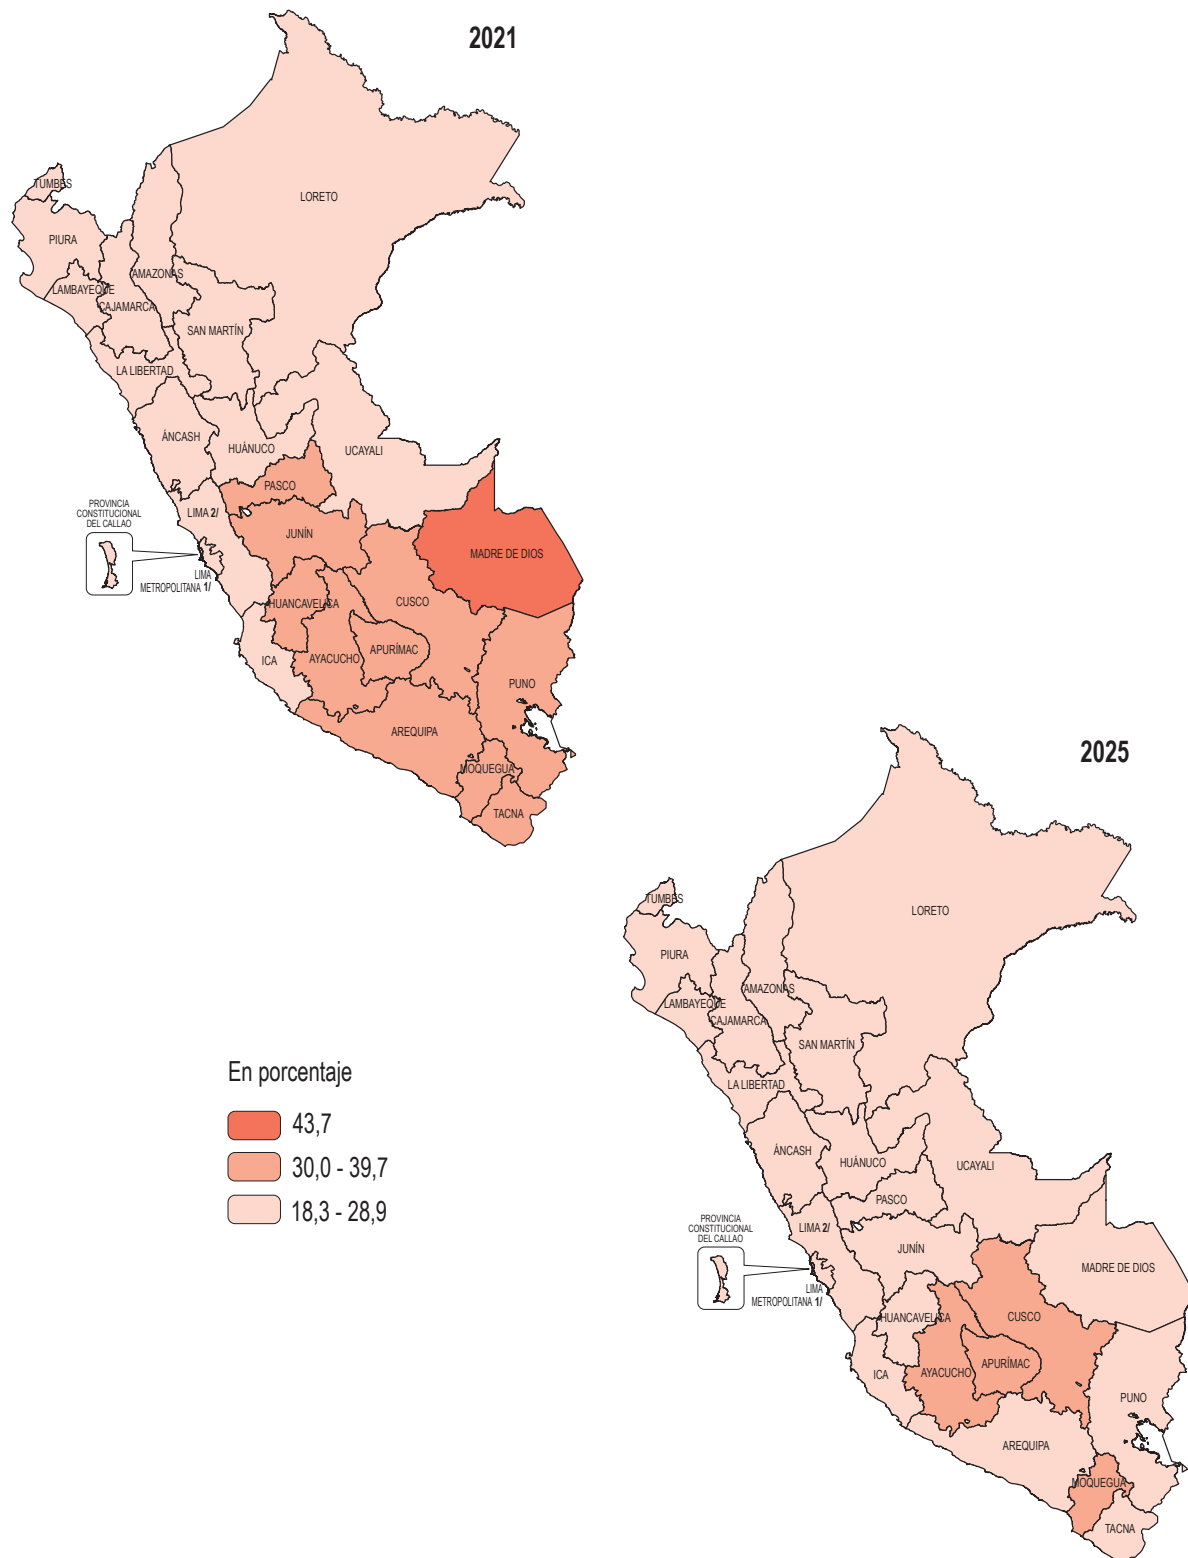 2021
LORETO
TUMBES
PIURA
AMAZONAS
LAMBAYEQUE
CAJAMARCA
SAN MARTÍN
LA LIBERTAD
ÁNCASH
HUÁNUCO
UCAYALI
PASCO
PROVINCIA
CONSTITUCIONAL
DEL CALLAO
LIMA 2/
JUNÍN
MADRE DE DIOS
LIMA
METROPOLITANA 1/
HUANCAVELICA
CUSCO
ICA
AYACUCHO
APURÍMAC
PUNO
AREQUIPA
MOQUEGUA
TACNA
2025
LORETO
TUMBES
PIURA
AMAZONAS
LAMBAYEQUE
CAJAMARCA
SAN MARTÍN
LA LIBERTAD
ÁNCASH
HUÁNUCO
UCAYALI
PASCO
PROVINCIA
CONSTITUCIONAL
DEL CALLAO
LIMA 2/
JUNÍN
MADRE DE DIOS
LIMA
METROPOLITANA 1/
HUANCAVELICA
CUSCO
ICA
AYACUCHO
APURÍMAC
PUNO
AREQUIPA
MOQUEGUA
TACNA
En porcentaje
43,7
30,0 - 39,7
18,3 - 28,9